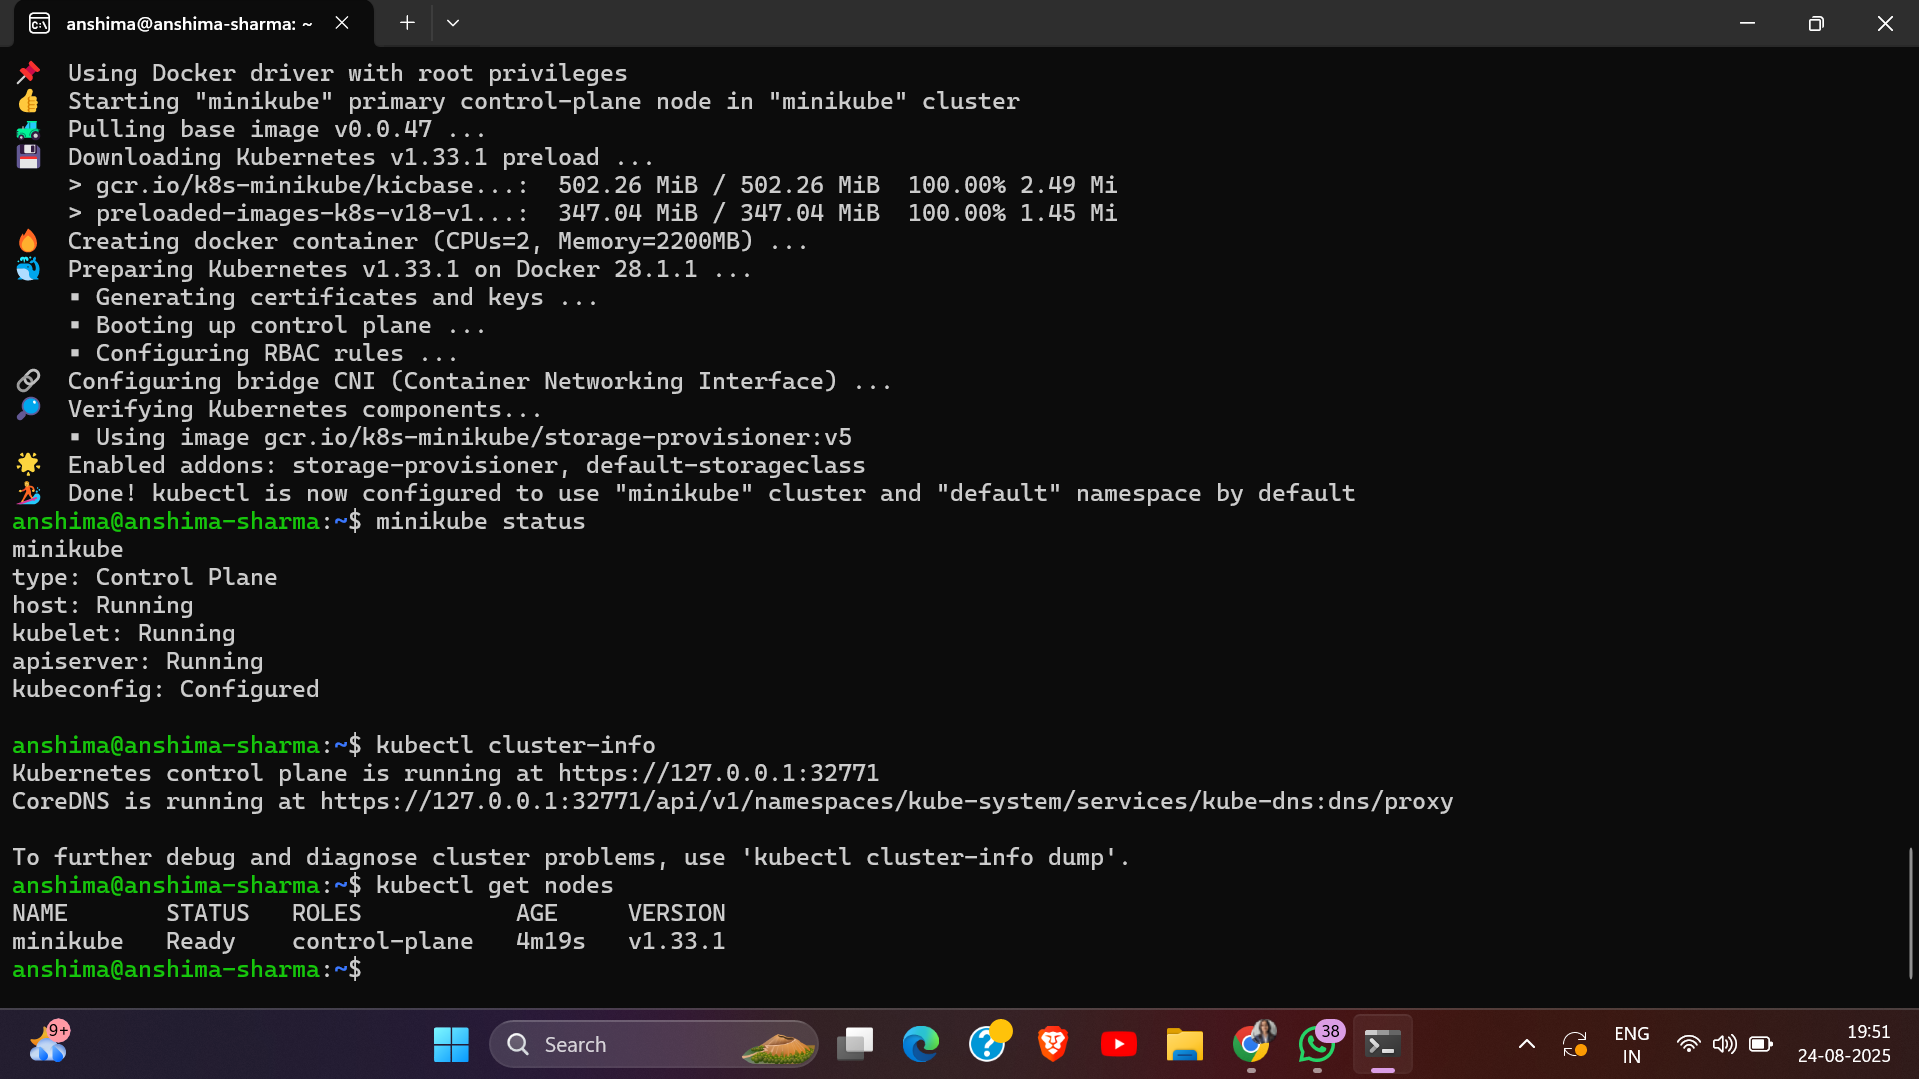 anshima@anshima-sharma: ~
Using Docker driver with root privileges
Starting "minikube" primary control-plane node in "minikube" cluster
Pulling base image v0.0.47 ...
Downloading Kubernetes v1.33.1 preload ...
> gcr.io/k8s-minikube/kicbase...:  502.26 MiB / 502.26 MiB  100.00% 2.49 Mi
> preloaded-images-k8s-v18-v1...:  347.04 MiB / 347.04 MiB  100.00% 1.45 Mi
Creating docker container (CPUs=2, Memory=2200MB) ...
Preparing Kubernetes v1.33.1 on Docker 28.1.1 ...
▪ Generating certificates and keys ...
▪ Booting up control plane ...
▪ Configuring RBAC rules ...
Configuring bridge CNI (Container Networking Interface) ...
Verifying Kubernetes components...
▪ Using image gcr.io/k8s-minikube/storage-provisioner:v5
Enabled addons: storage-provisioner, default-storageclass
Done! kubectl is now configured to use "minikube" cluster and "default" namespace by default
anshima@anshima-sharma:~$ minikube status
minikube
type: Control Plane
host: Running
kubelet: Running
apiserver: Running
kubeconfig: Configured
anshima@anshima-sharma:~$ kubectl cluster-info
Kubernetes control plane is running at https://127.0.0.1:32771
CoreDNS is running at https://127.0.0.1:32771/api/v1/namespaces/kube-system/services/kube-dns:dns/proxy
To further debug and diagnose cluster problems, use 'kubectl cluster-info dump'.
anshima@anshima-sharma:~$ kubectl get nodes
NAME       STATUS   ROLES           AGE     VERSION
minikube   Ready    control-plane   4m19s   v1.33.1
anshima@anshima-sharma:~$
9+
Search
38
ENG
IN
19:51
24-08-2025